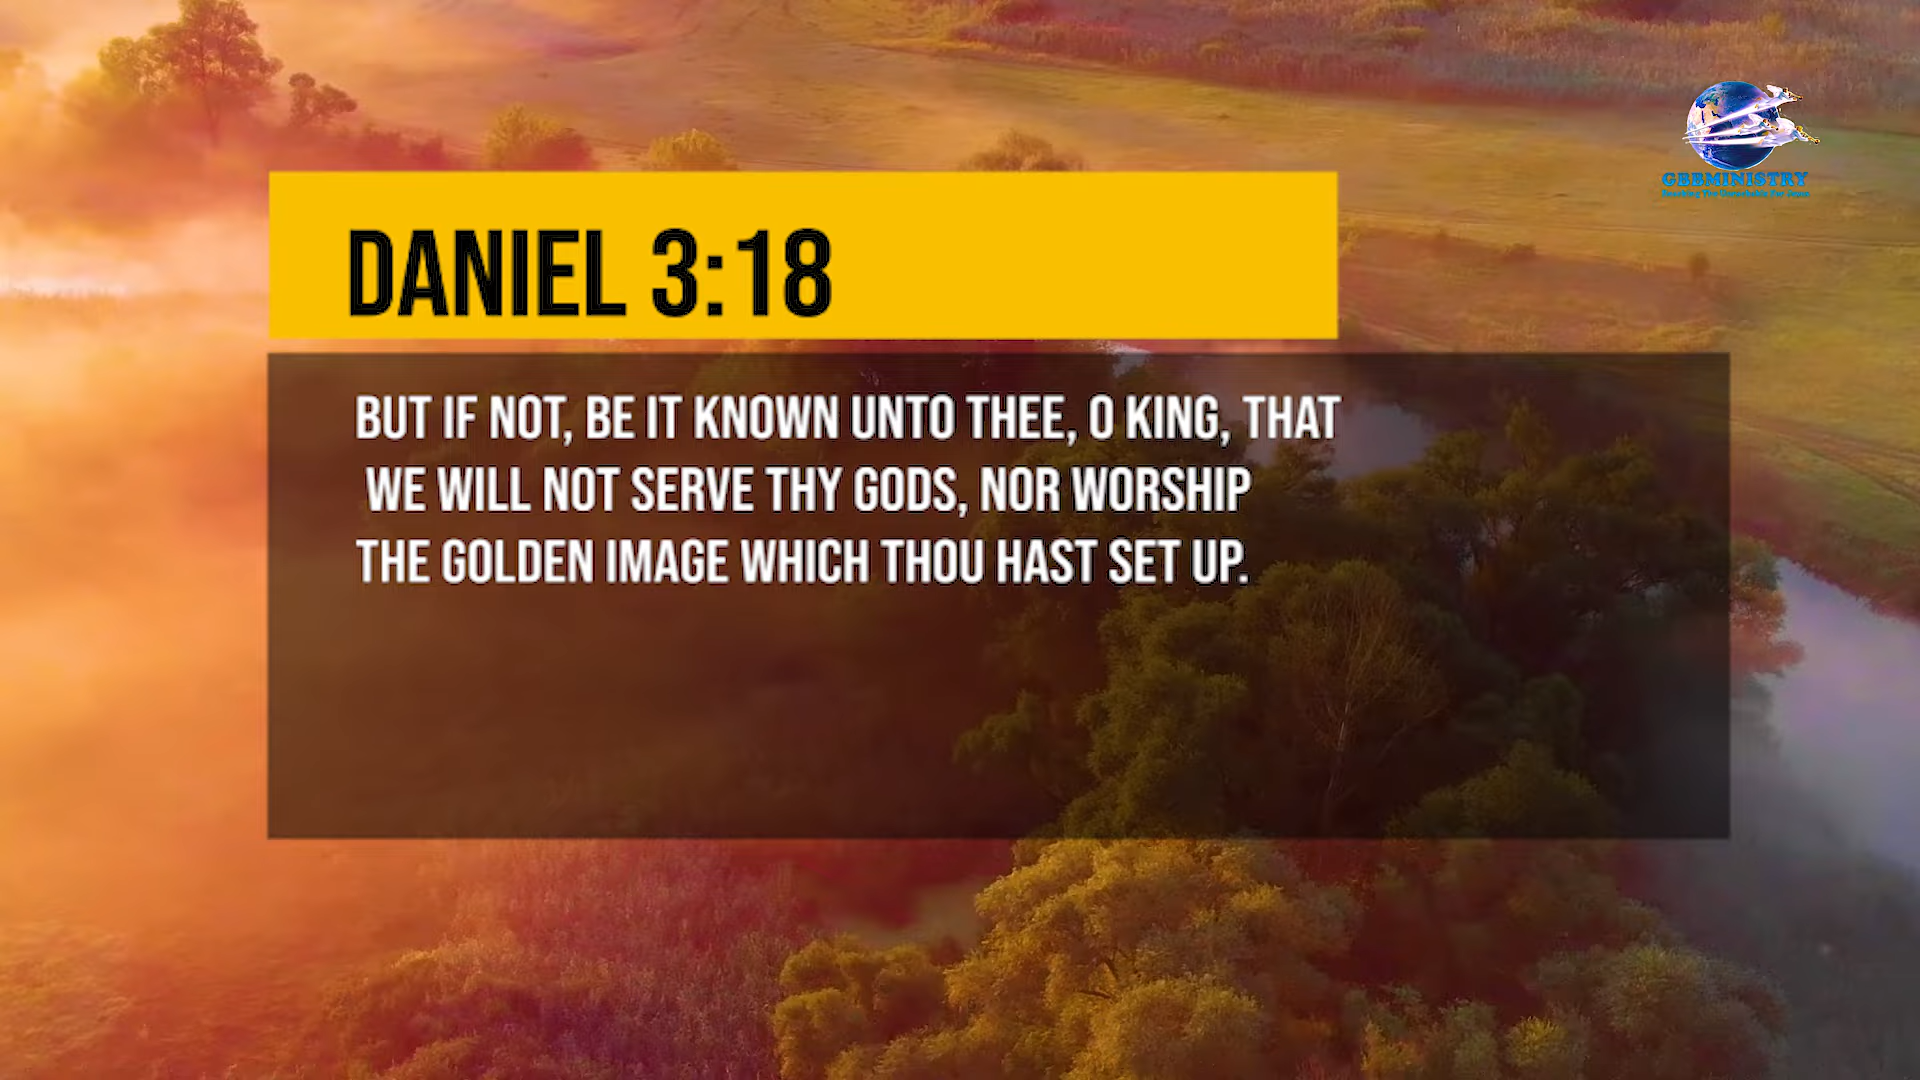 DANIEL 3:18
BUT IF NOT, BE IT KNOWN UNTO THEE, O KING, THAT
WE WILL NOT SERVE THY GODS, NOR WORSHIP
THE GOLDEN IMAGE WHICH THOU HAST SET UP.
GBBMINISTRY